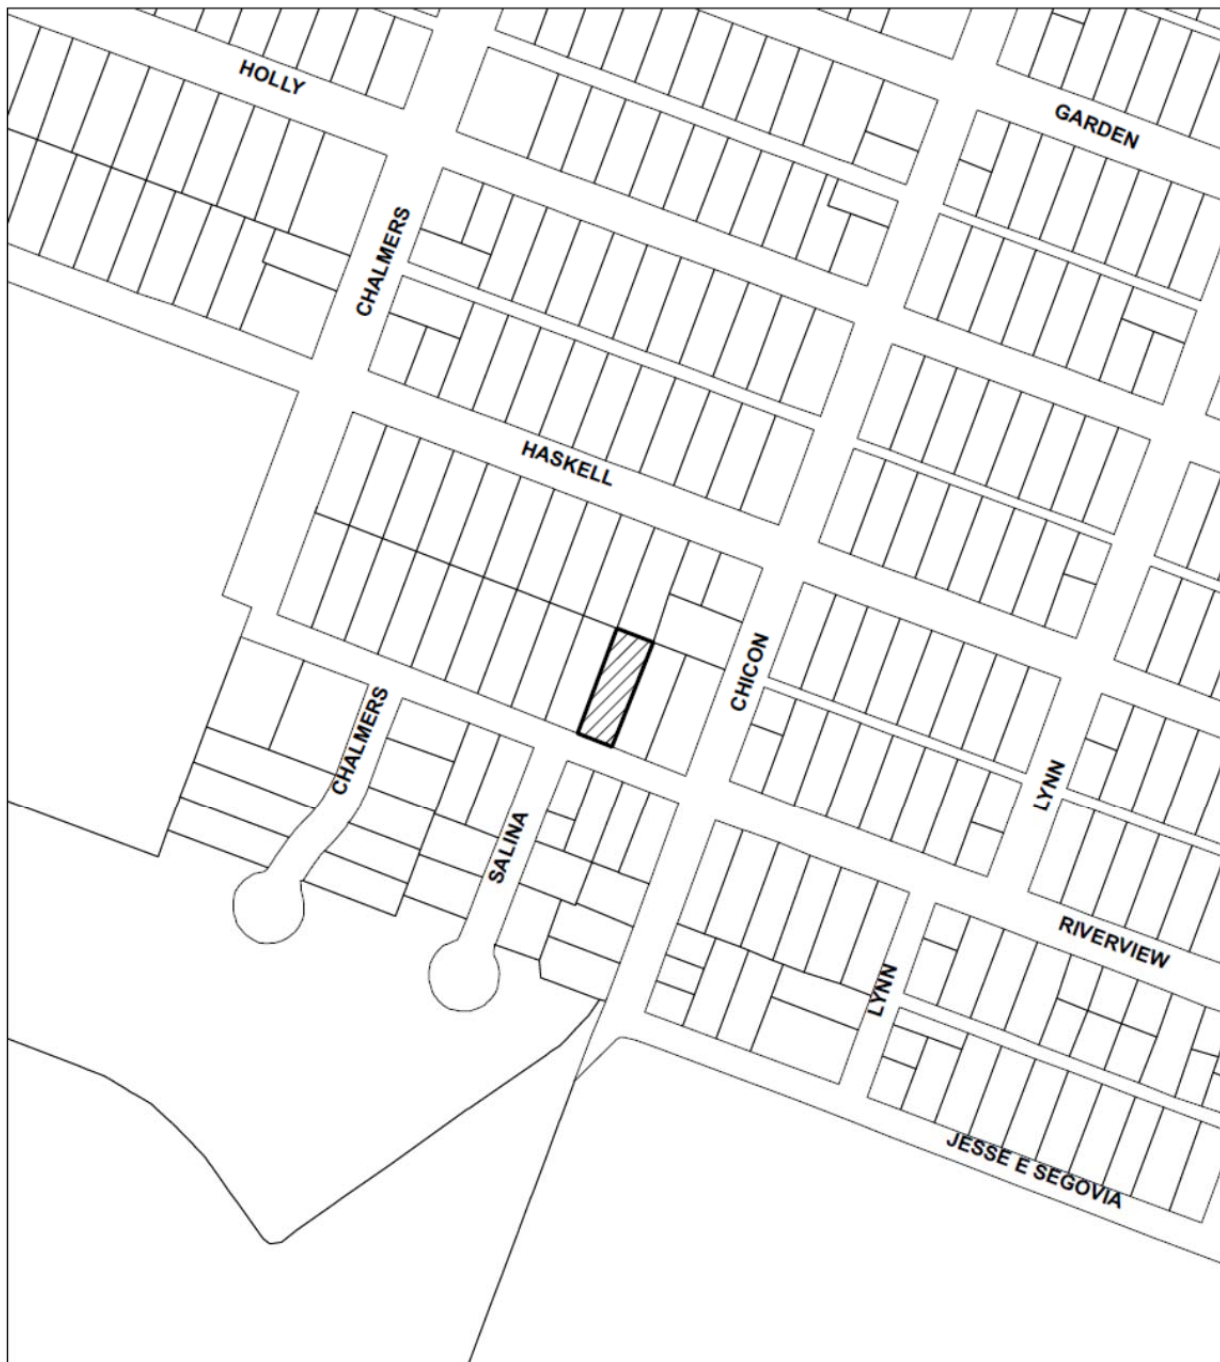 HOLLY
GARDEN
CHALMERS
HASKELL
CHICON
CHALMERS
LYNN
SALINA
RIVERVIEW
LYNN
JESSE E SEGOVIA